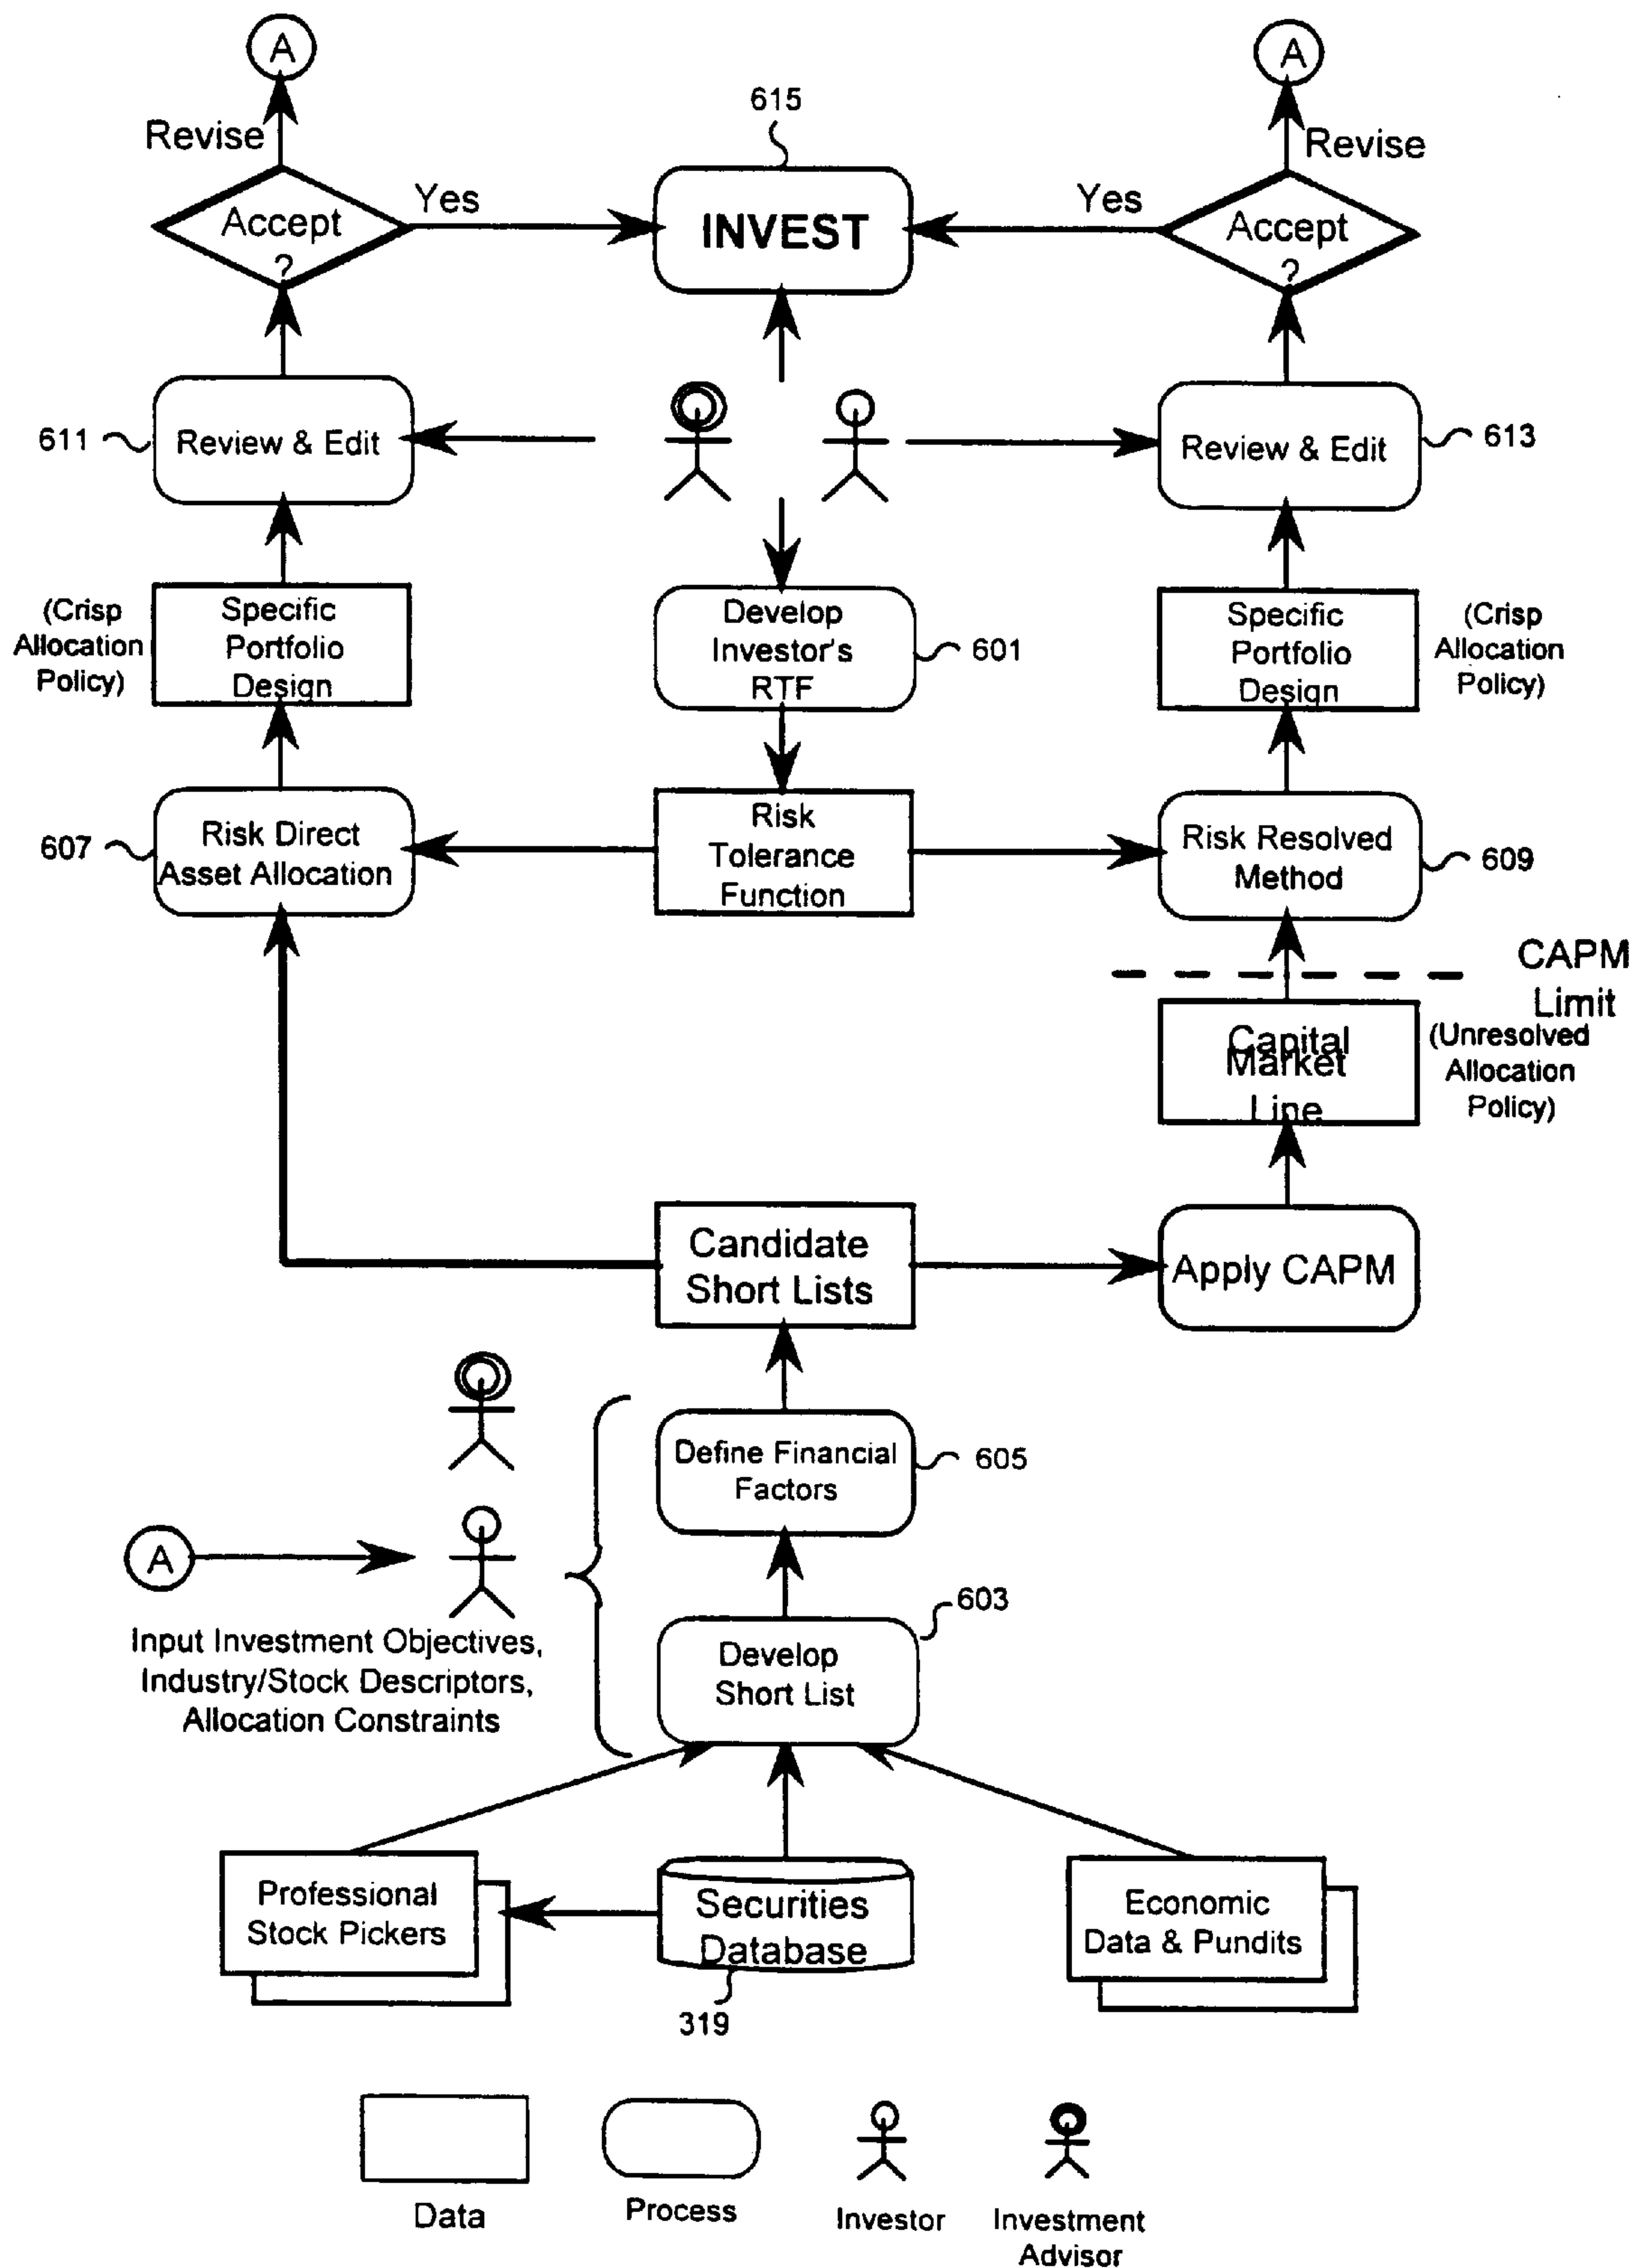 A
A
615
Revise
Revise
Yes
Yes
Accept
?
INVEST
Accept
?
611
Review & Edit
Review & Edit
613
(Crisp
Allocation
Policy)
Specific
Portfolio
Design
Develop
Investor's
RTF
601
Specific
Portfolio
Design
(Crisp
Allocation
Policy)
607
Risk Direct
Asset Allocation
Risk
Tolerance
Function
Risk Resolved
Method
609
CAPM
Limit
Capital
Market
Line
(Unresolved
Allocation
Policy)
Candidate
Short Lists
Apply CAPM
Define Financial
Factors
605
A
603
Input Investment Objectives,
Industry/Stock Descriptors,
Allocation Constraints
Develop
Short List
Professional
Stock Pickers
Securities
Database
Economic
Data & Pundits
319
Data
Process
Investor
Investment
Advisor